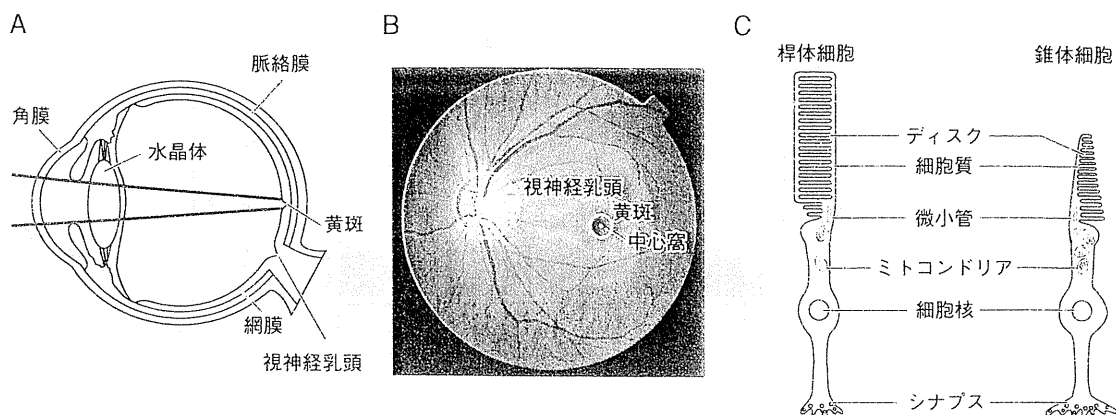 A
脈絡膜
角膜
水晶体
黄斑
網膜
視神経乳頭
B
視神経乳頭
黄斑
中心窩
C
桿体細胞
錐体細胞
ディスク
細胞質
微小管
ミトコンドリア
細胞核
シナプス